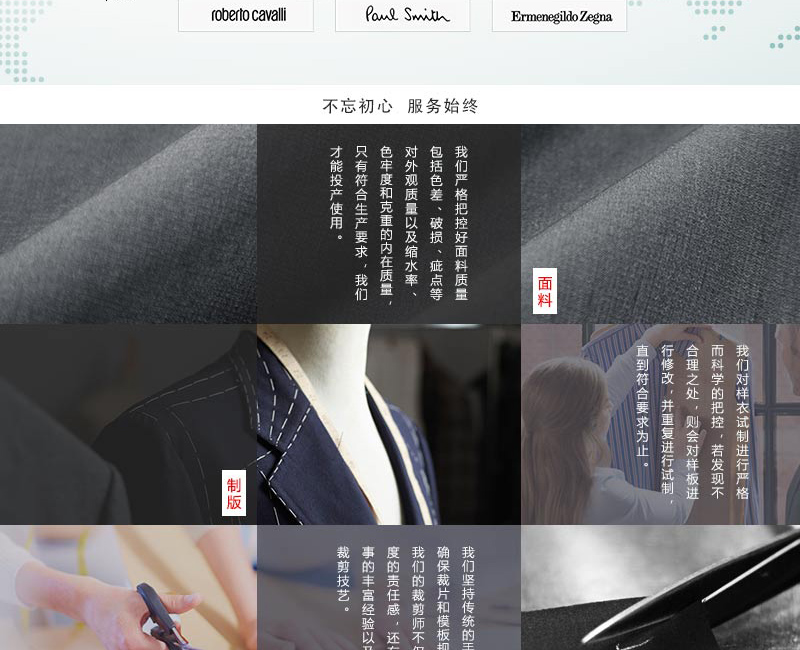 roberto cavalli
Paul Smith
Ermenegildo Zegna
不忘初心 服务始终
我们严格把控好面料质量
包括色差、破损、疵点等
对外观质量以及缩水率、
色牢度和克重的内在质量，
只有符合生产要求，我们
才能投产使用。
面料
制版
我们对样衣试制进行严格
而科学的把控，若发现不
合理之处，则会对样板进
行修改，并重复进行试制，
直到符合要求为止。
我们坚持传统的手
确保裁片和模板规
我们的裁剪师不仅
度的责任感，还有
事的丰富经验以及
裁剪技艺。